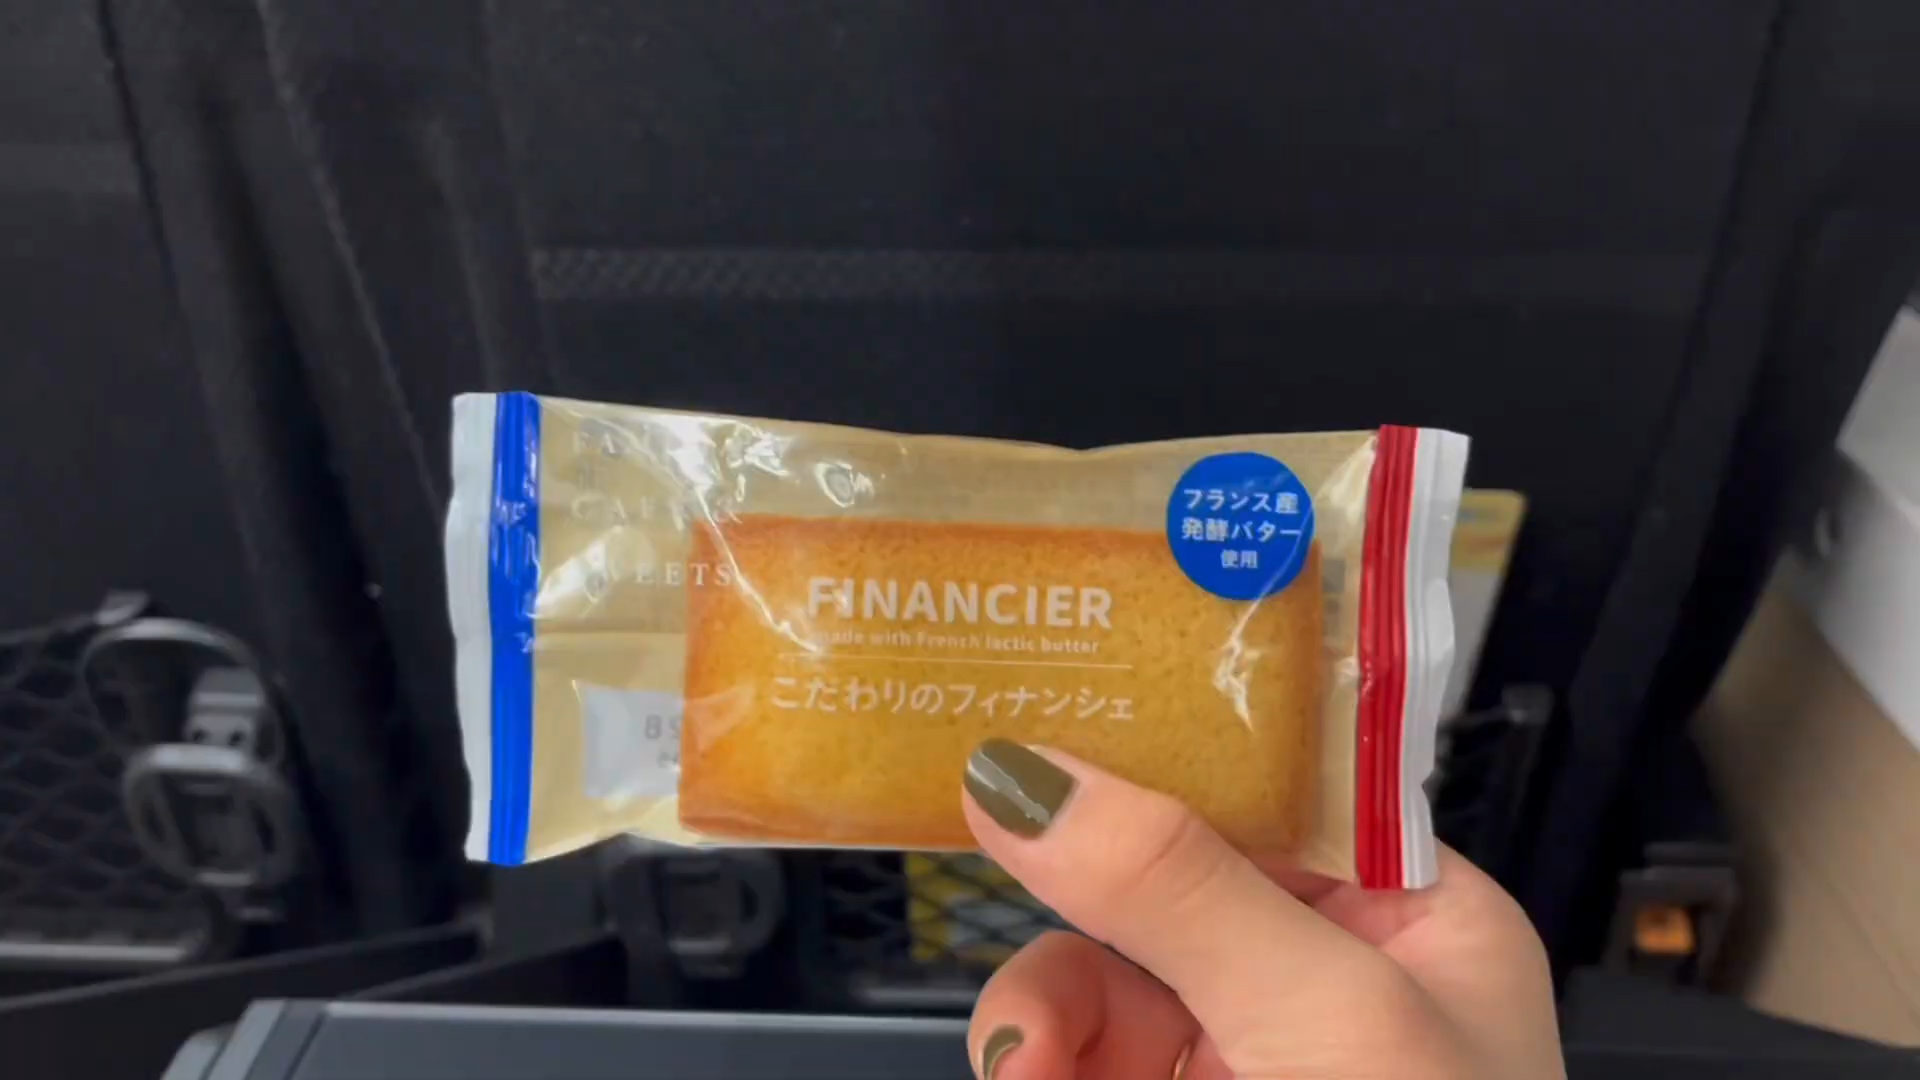 SWEETS
フランス産
発酵バター
使用
FINANCIER
made with French lactic butter
こだわりのフィナンシェ